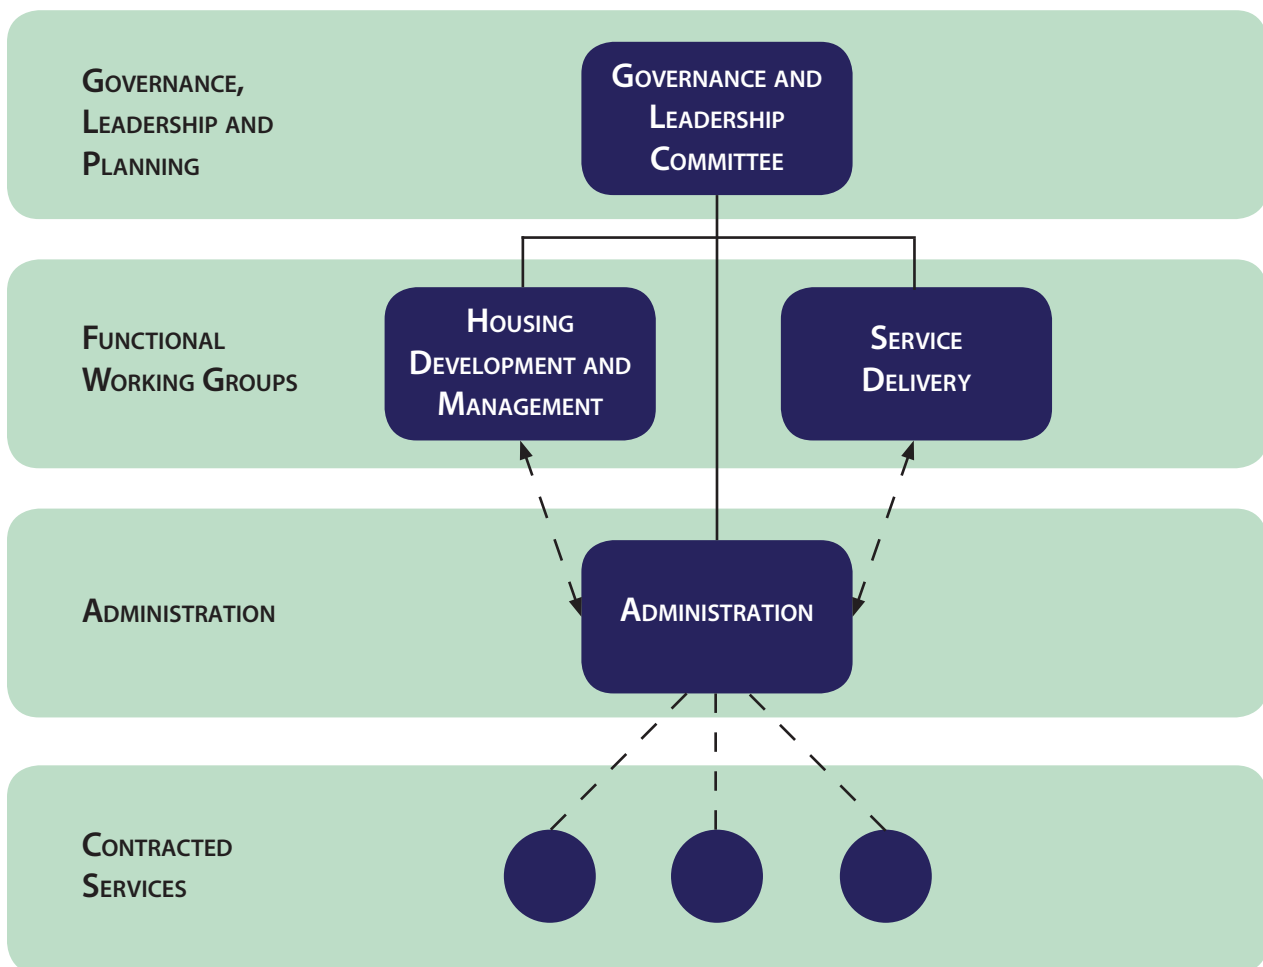 Governance,
Leadership and
Planning
Governance and
Leadership
Committee
Functional
Working Groups
Housing
Development and
Management
Service
Delivery
Administration
Administration
Contracted
Services